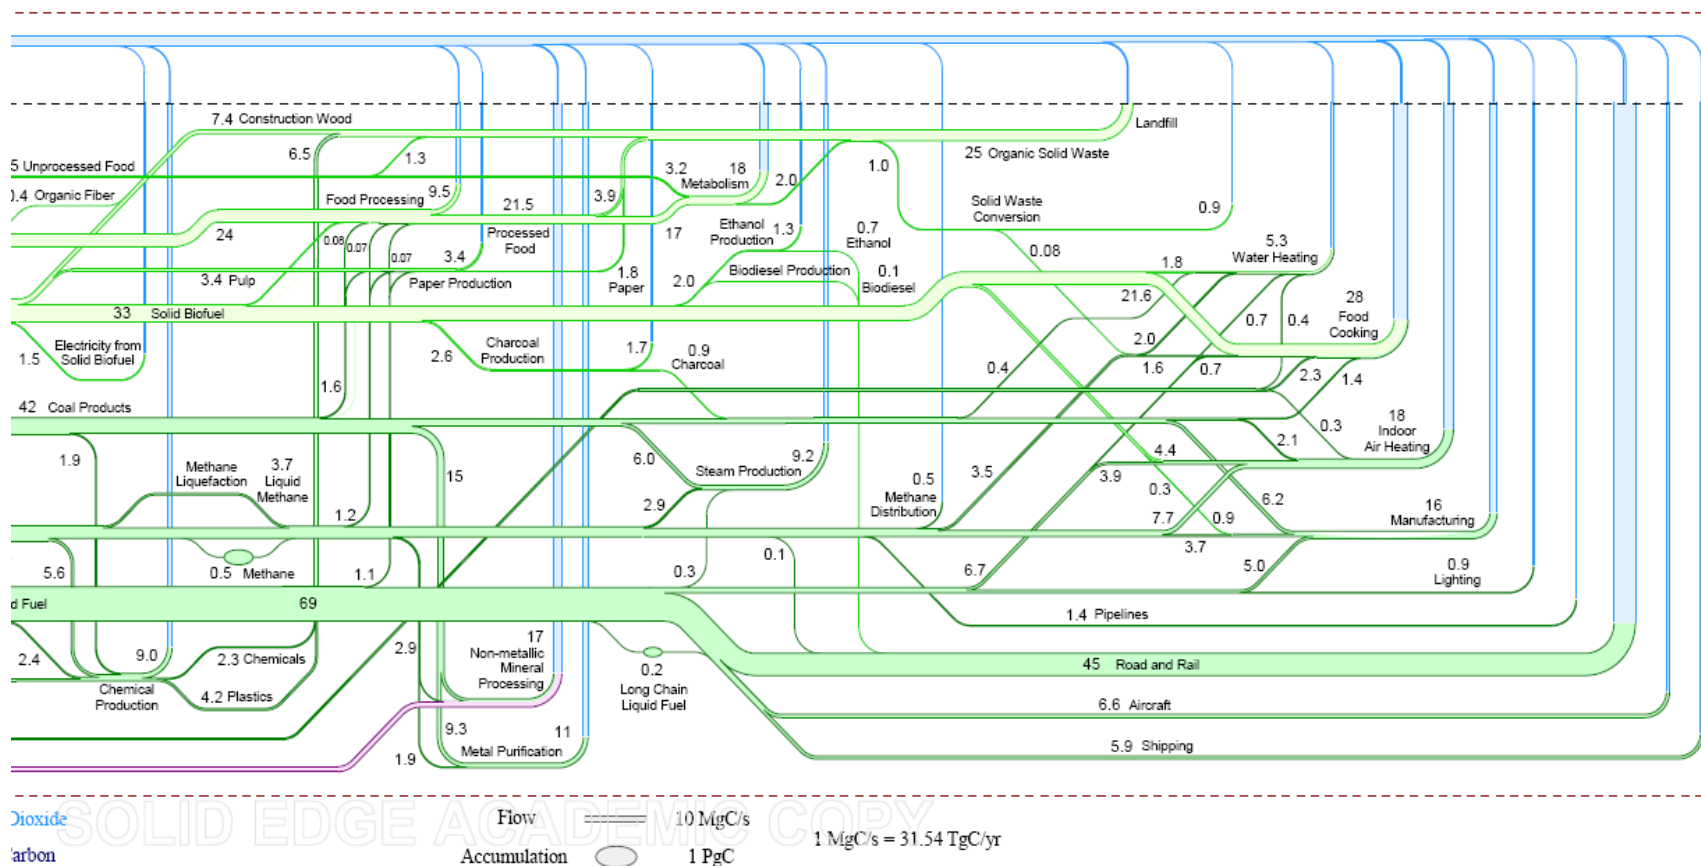 7.4 Construction Wood
Landfill
6.5
1.3
25 Organic Solid Waste
5 Unprocessed Food
3.2
18
Metabolism
2.0
1.0
0.4 Organic Fiber
Food Processing
9.5
21.5
3.9
Solid Waste
Conversion
0.9
24
0.08
0.07
0.07
Processed
Food
17
Ethanol
Production
1.3
0.7
Ethanol
5.3
Water Heating
0.08
3.4
3.4 Pulp
Paper Production
1.8
Paper
2.0
Biodiesel Production
0.1
Biodiesel
1.8
21.6
28
Food
Cooking
33 Solid Biofuel
0.7
0.4
Electricity from
Solid Biofuel
1.5
2.6
Charcoal
Production
1.7
0.9
Charcoal
2.0
1.6
0.7
0.4
2.3
1.4
1.6
42 Coal Products
18
Indoor
Air Heating
0.3
2.1
1.9
Methane
Liquefaction
3.7
Liquid
Methane
15
6.0
Steam Production
9.2
4.4
3.5
3.9
0.3
0.5
Methane
Distribution
6.2
1.2
2.9
7.7
0.9
16
Manufacturing
3.7
5.6
0.5 Methane
1.1
0.3
0.1
6.7
5.0
0.9
Lighting
d Fuel
69
1.4 Pipelines
2.4
9.0
2.3 Chemicals
2.9
17
Non-metallic
Mineral
Processing
0.2
Long Chain
Liquid Fuel
45 Road and Rail
Chemical
Production
4.2 Plastics
6.6 Aircraft
9.3
11
Metal Purification
1.9
5.9 Shipping
SOLID EDGE ACADEMIC COPY
Dioxide
Flow
10 MgC/s
1 MgC/s = 31.54 TgC/yr
arbon
Accumulation
1 PgC